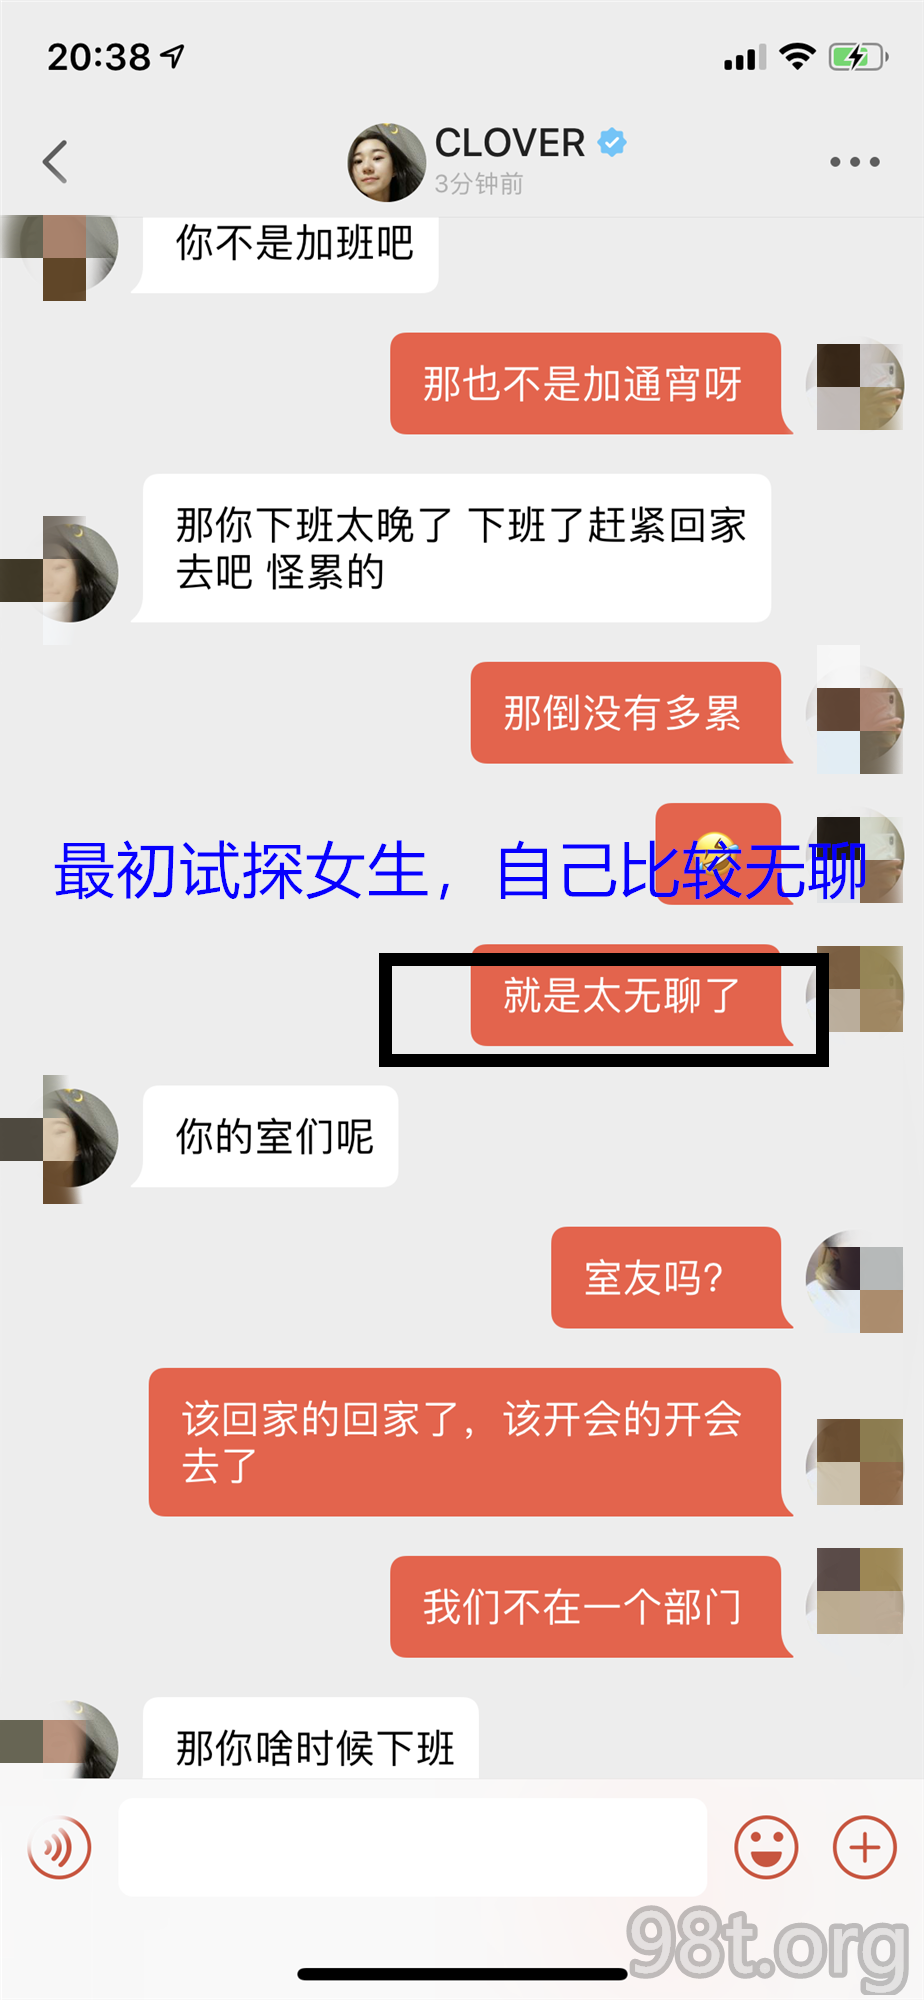 20:38
CLOVER
3分钟前
你不是加班吧
那也不是加通宵呀
那你下班太晚了 下班了赶紧回家
去吧 怪累的
那倒没有多累
最初试探女生，自己比较无聊
就是太无聊了
你的室们呢
室友吗?
该回家的回家了，该开会的开会
去了
我们不在一个部门
那你啥时候下班
98t.org